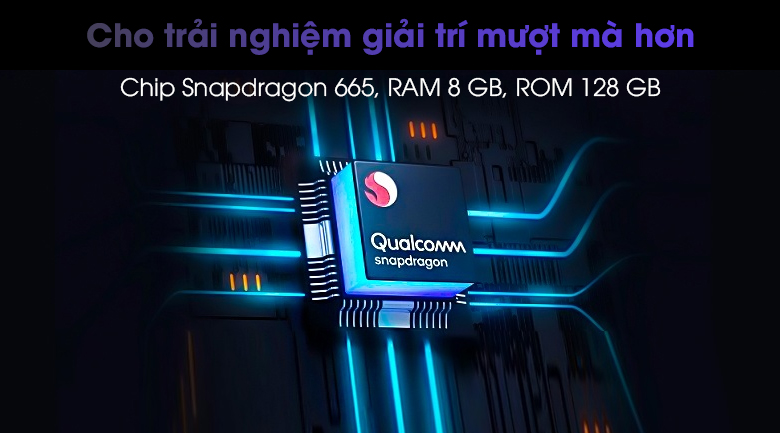 Cho trải nghiệm giải trí mượt mà hơn
Chip Snapdragon 665, RAM 8 GB, ROM 128 GB
Qualcomm
snapdragon